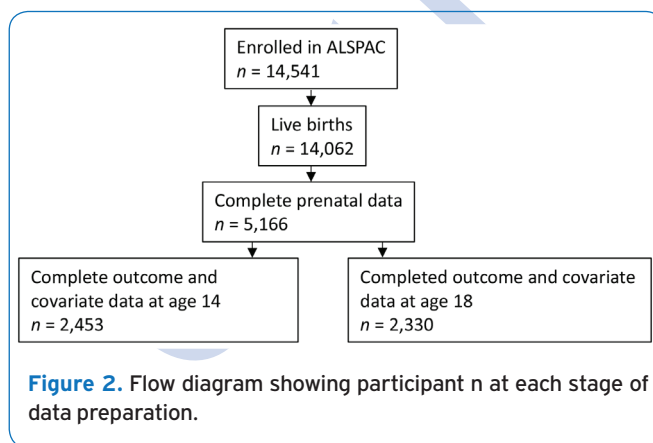 Enrolled in ALSPAC
n = 14,541
Live births
n = 14,062
Complete prenatal data
n = 5,166
Complete outcome and
covariate data at age 14
n = 2,453
Completed outcome and covariate
data at age 18
n = 2,330
Figure 2. Flow diagram showing participant n at each stage of
data preparation.